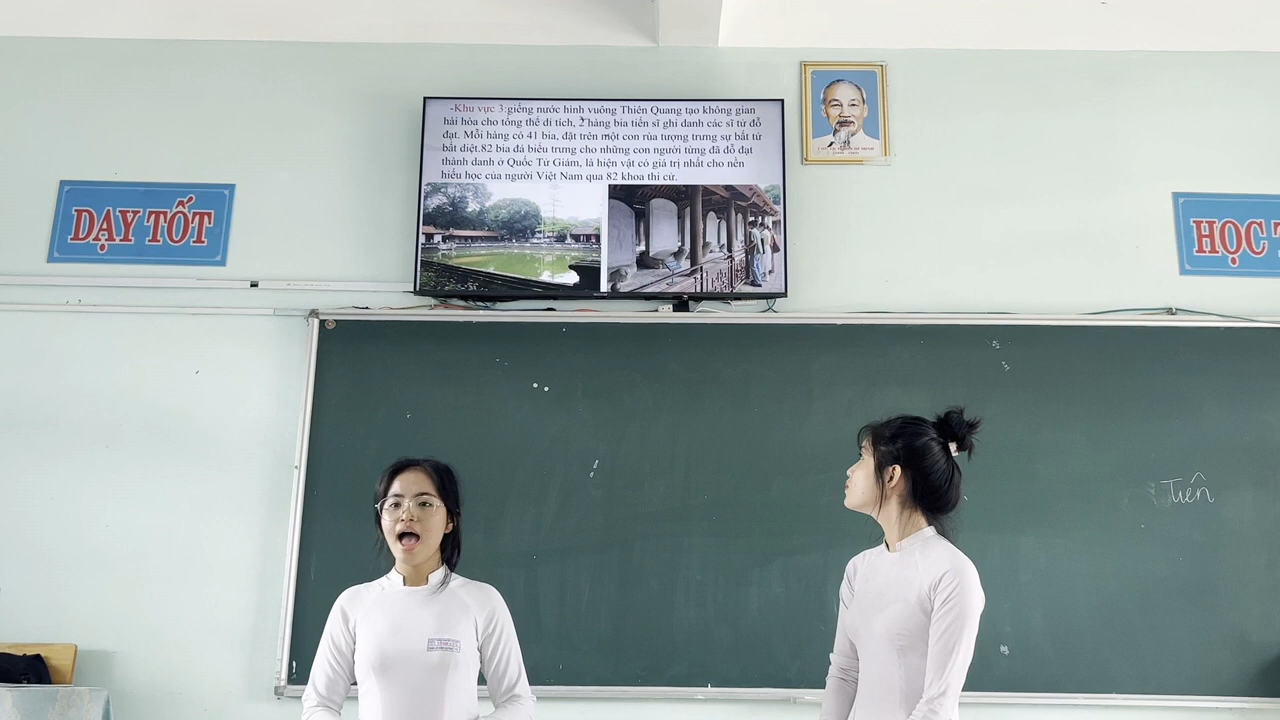 -Khu vực 3:giếng nước hình vuông Thiên Quang tạo không gian
hài hòa cho tổng thể di tích, 2 hàng bia tiến sĩ ghi danh các sĩ tử đỗ
đạt. Mỗi hàng có 41 bia, đặt trên một con rùa tượng trưng sự bất tử
bất diệt.82 bia đá biểu trưng cho những con người từng đã đỗ đạt
thành danh ở Quốc Tử Giám, là hiện vật có giá trị nhất cho nền
hiếu học của người Việt Nam qua 82 khoa thi cử.
DẠY TỐT
HỌC T
Tiên